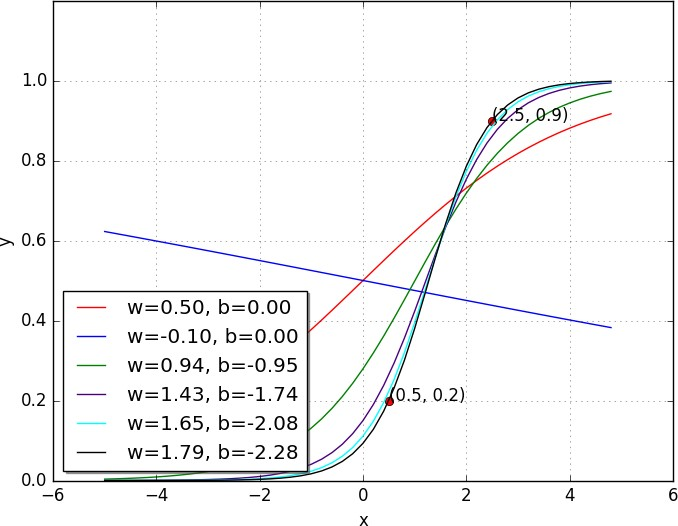 1.0
0.8
0.6
0.4
0.2
0.0
y
(2.5, 0.9)
(0.5, 0.2)
w=0.50, b=0.00
w=-0.10, b=0.00
w=0.94, b=-0.95
w=1.43, b=-1.74
w=1.65, b=-2.08
w=1.79, b=-2.28
−6 −4 −2 0 2 4 6
x